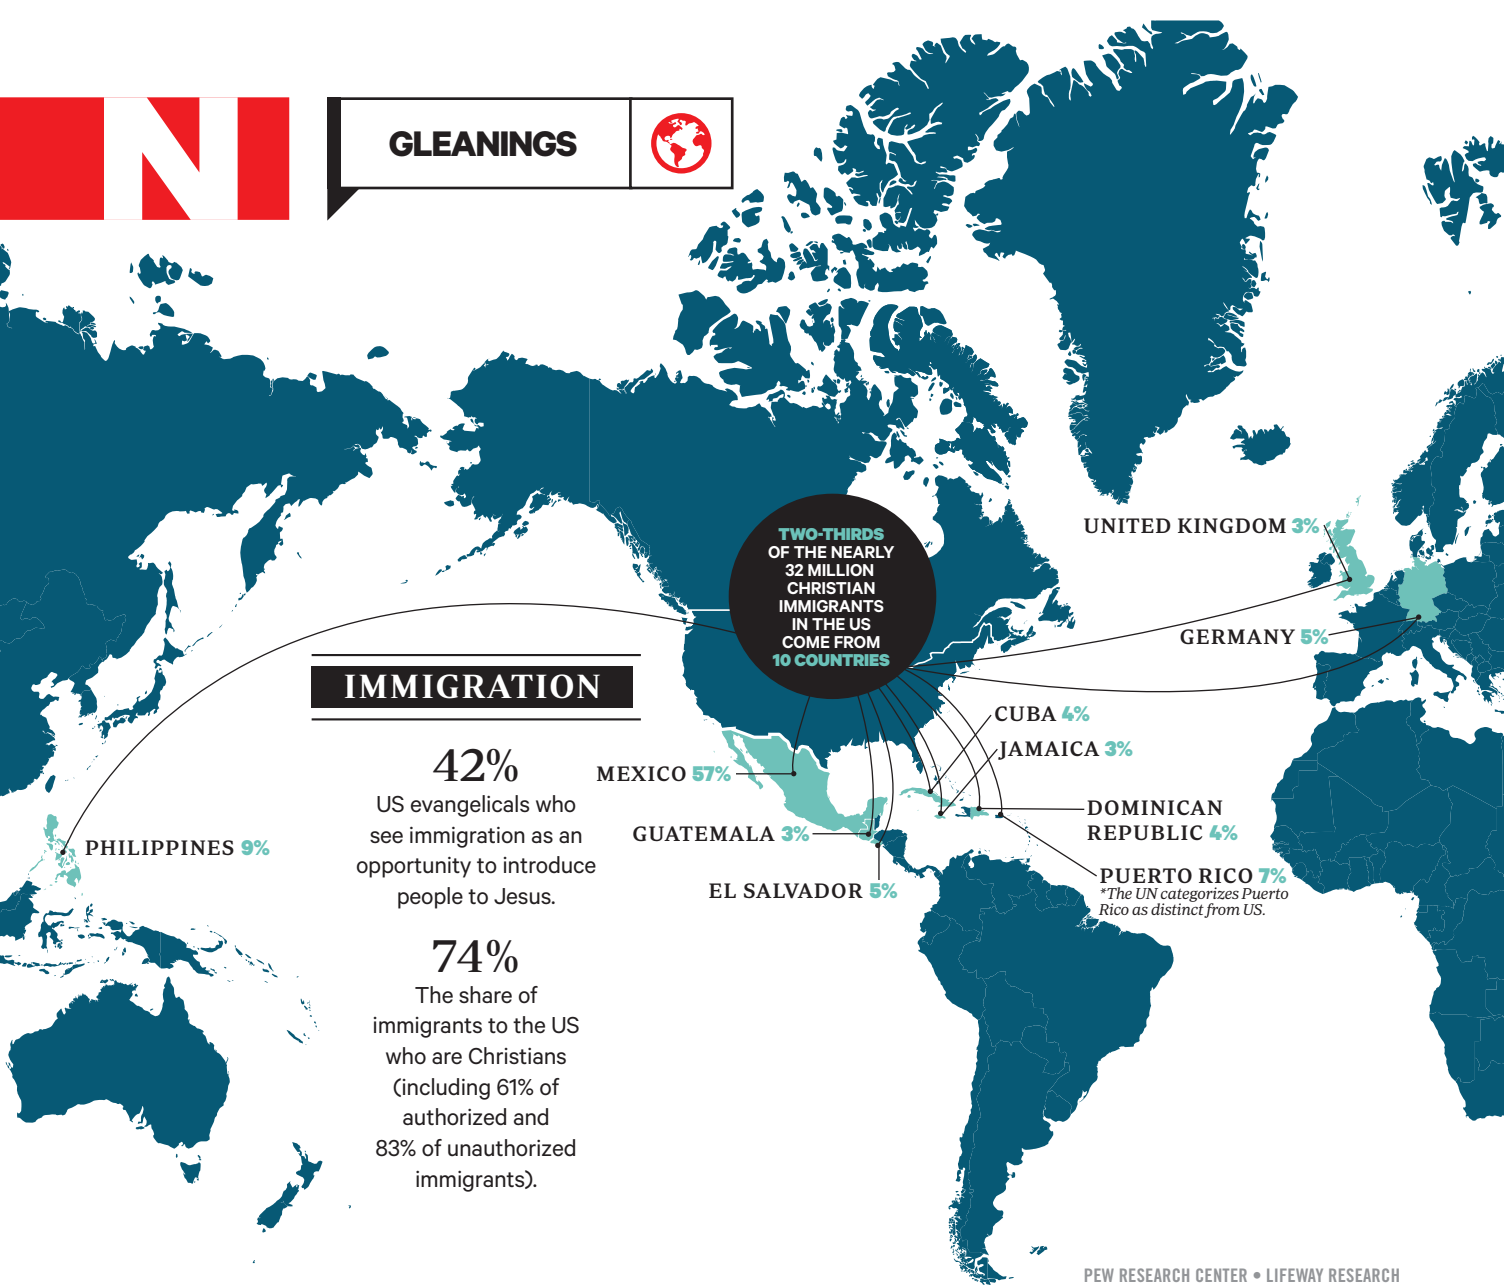 N
GLEANINGS
TWO-THIRDS
OF THE NEARLY
32 MILLION
CHRISTIAN
IMMIGRANTS
IN THE US
COME FROM
10 COUNTRIES
UNITED KINGDOM 3%
GERMANY 5%
IMMIGRATION
42%
US evangelicals who
see immigration as an
opportunity to introduce
people to Jesus.
74%
The share of
immigrants to the US
who are Christians
(including 61% of
authorized and
83% of unauthorized
immigrants).
CUBA 4%
JAMAICA 3%
MEXICO 57%
DOMINICAN
REPUBLIC 4%
GUATEMALA 3%
PHILIPPINES 9%
EL SALVADOR 5%
PUERTO RICO 7%
*The UN categorizes Puerto
Rico as distinct from US.
PEW RESEARCH CENTER • LIFEWAY RESEARCH